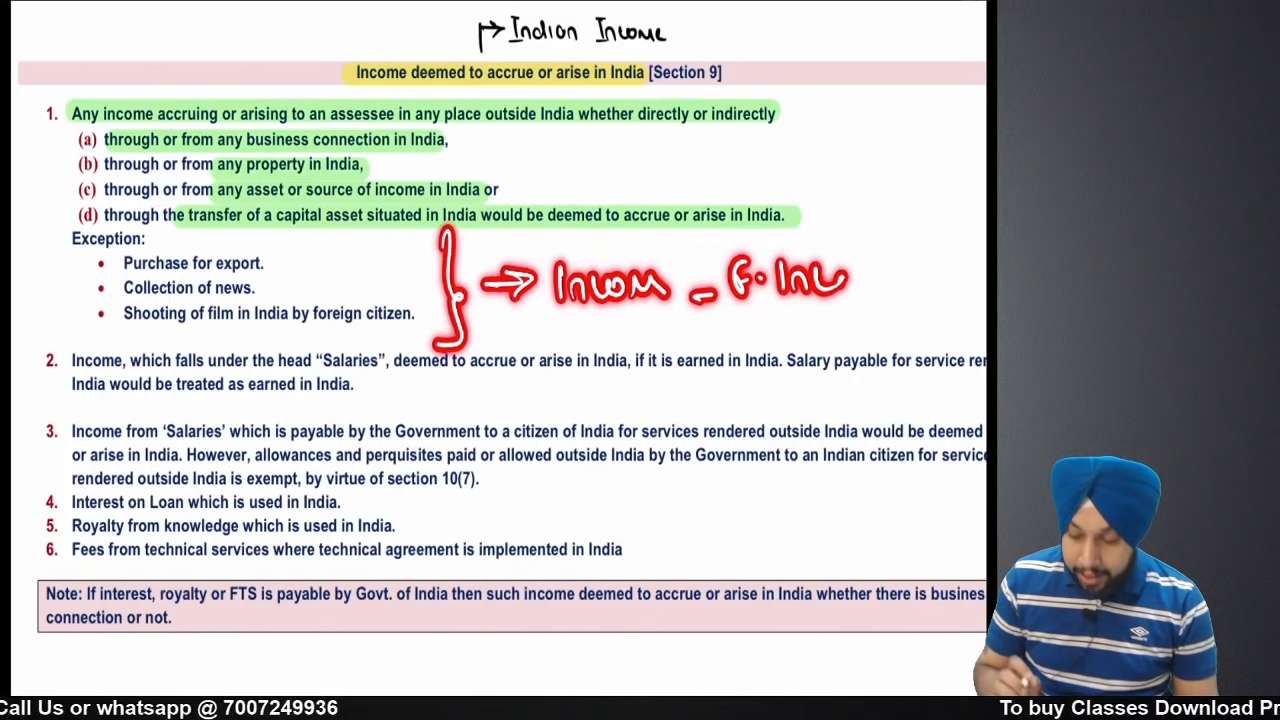 Indian Income
Income deemed to accrue or arise in India [Section 9]
1. Any income accruing or arising to an assessee in any place outside India whether directly or indirectly
(a) through or from any business connection in India,
(b) through or from any property in India,
(c) through or from any asset or source of income in India or
(d) through the transfer of a capital asset situated in India would be deemed to accrue or arise in India.
Exception:
• Purchase for export.
• Collection of news.
• Shooting of film in India by foreign citizen.
Incom - F. Inc
2. Income, which falls under the head “Salaries”, deemed to accrue or arise in India, if it is earned in India. Salary payable for service rer
India would be treated as earned in India.
3. Income from ‘Salaries’ which is payable by the Government to a citizen of India for services rendered outside India would be deemed
or arise in India. However, allowances and perquisites paid or allowed outside India by the Government to an Indian citizen for servic
rendered outside India is exempt, by virtue of section 10(7).
4. Interest on Loan which is used in India.
5. Royalty from knowledge which is used in India.
6. Fees from technical services where technical agreement is implemented in India
Note: If interest, royalty or FTS is payable by Govt. of India then such income deemed to accrue or arise in India whether there is busines
connection or not.
Call Us or whatsapp @ 7007249936
To buy Classes Download Pr